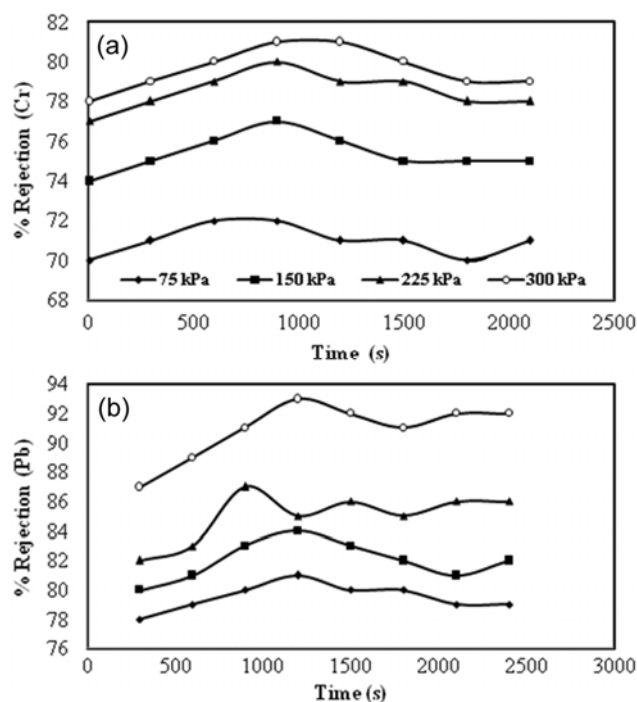 82
(a)
80
78
76
74
72
70
68
% Rejection (Cr)
75 kPa 150 kPa 225 kPa 300 kPa
0 500 1000 1500 2000 2500
Time (s)
94
(b)
92
90
88
86
84
82
80
78
76
% Rejection (Pb)
0 500 1000 1500 2000 2500 3000
Time (s)